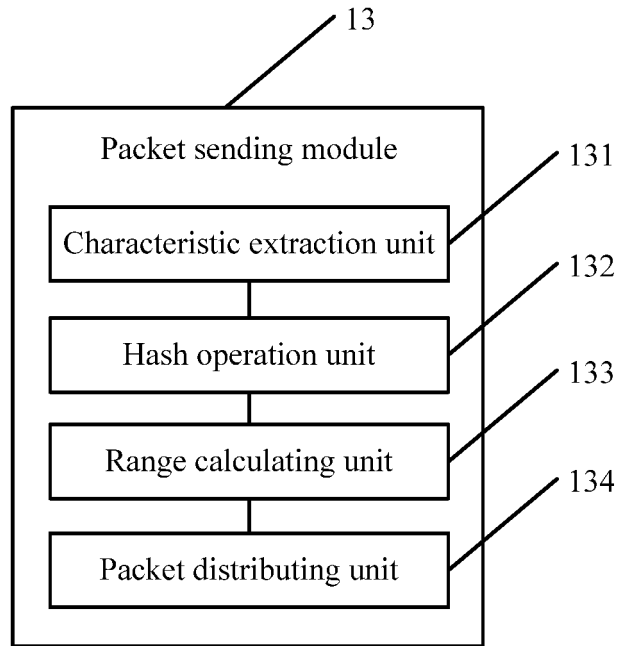 13
Packet sending module
131
Characteristic extraction unit
132
Hash operation unit
133
Range calculating unit
134
Packet distributing unit